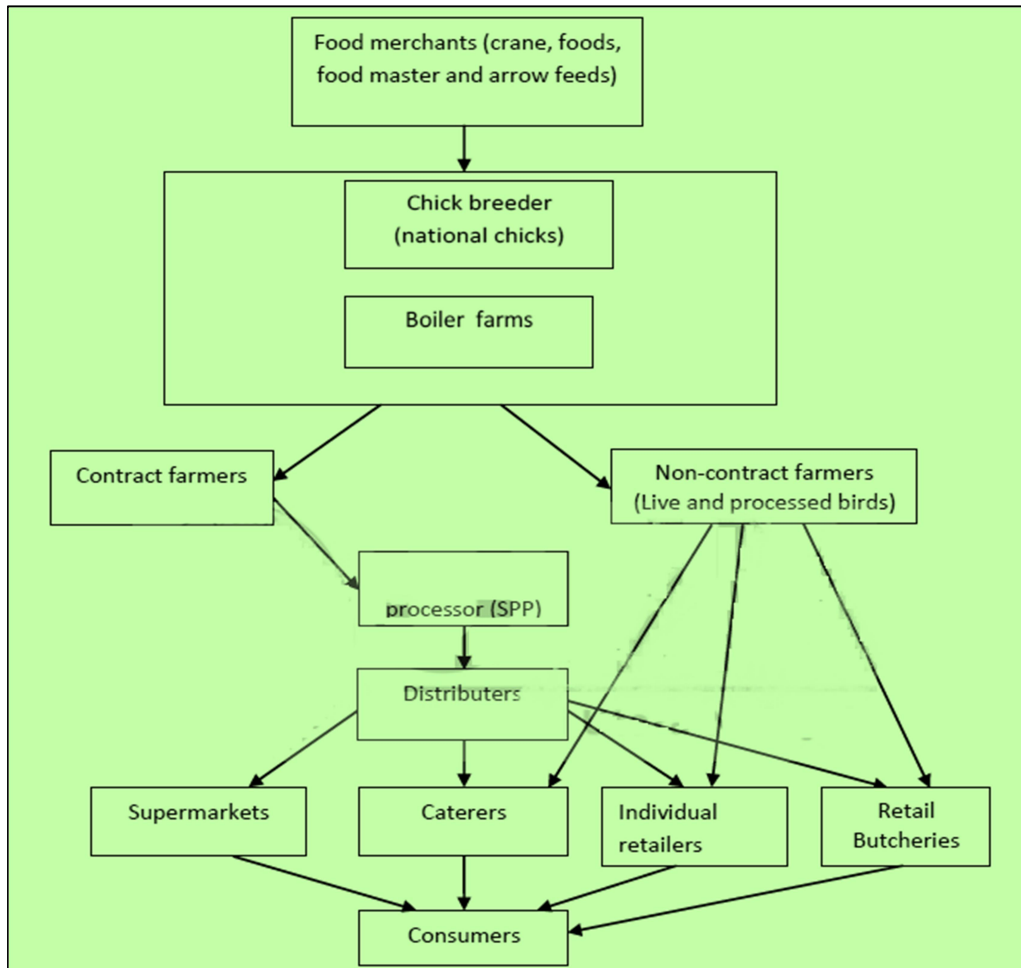 Food merchants (crane, foods,
food master and arrow feeds)
Chick breeder
(national chicks)
Boiler farms
Contract farmers
Non-contract farmers
(Live and processed birds)
processor (SPP)
Distributers
Supermarkets
Caterers
Individual
retailers
Retail
Butcheries
Consumers